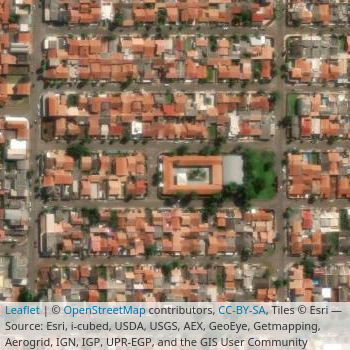 Leaflet | © OpenStreetMap contributors, CC-BY-SA, Tiles © Esri —
Source: Esri, i-cubed, USDA, USGS, AEX, GeoEye, Getmapping,
Aerogrid, IGN, IGP, UPR-EGP, and the GIS User Community